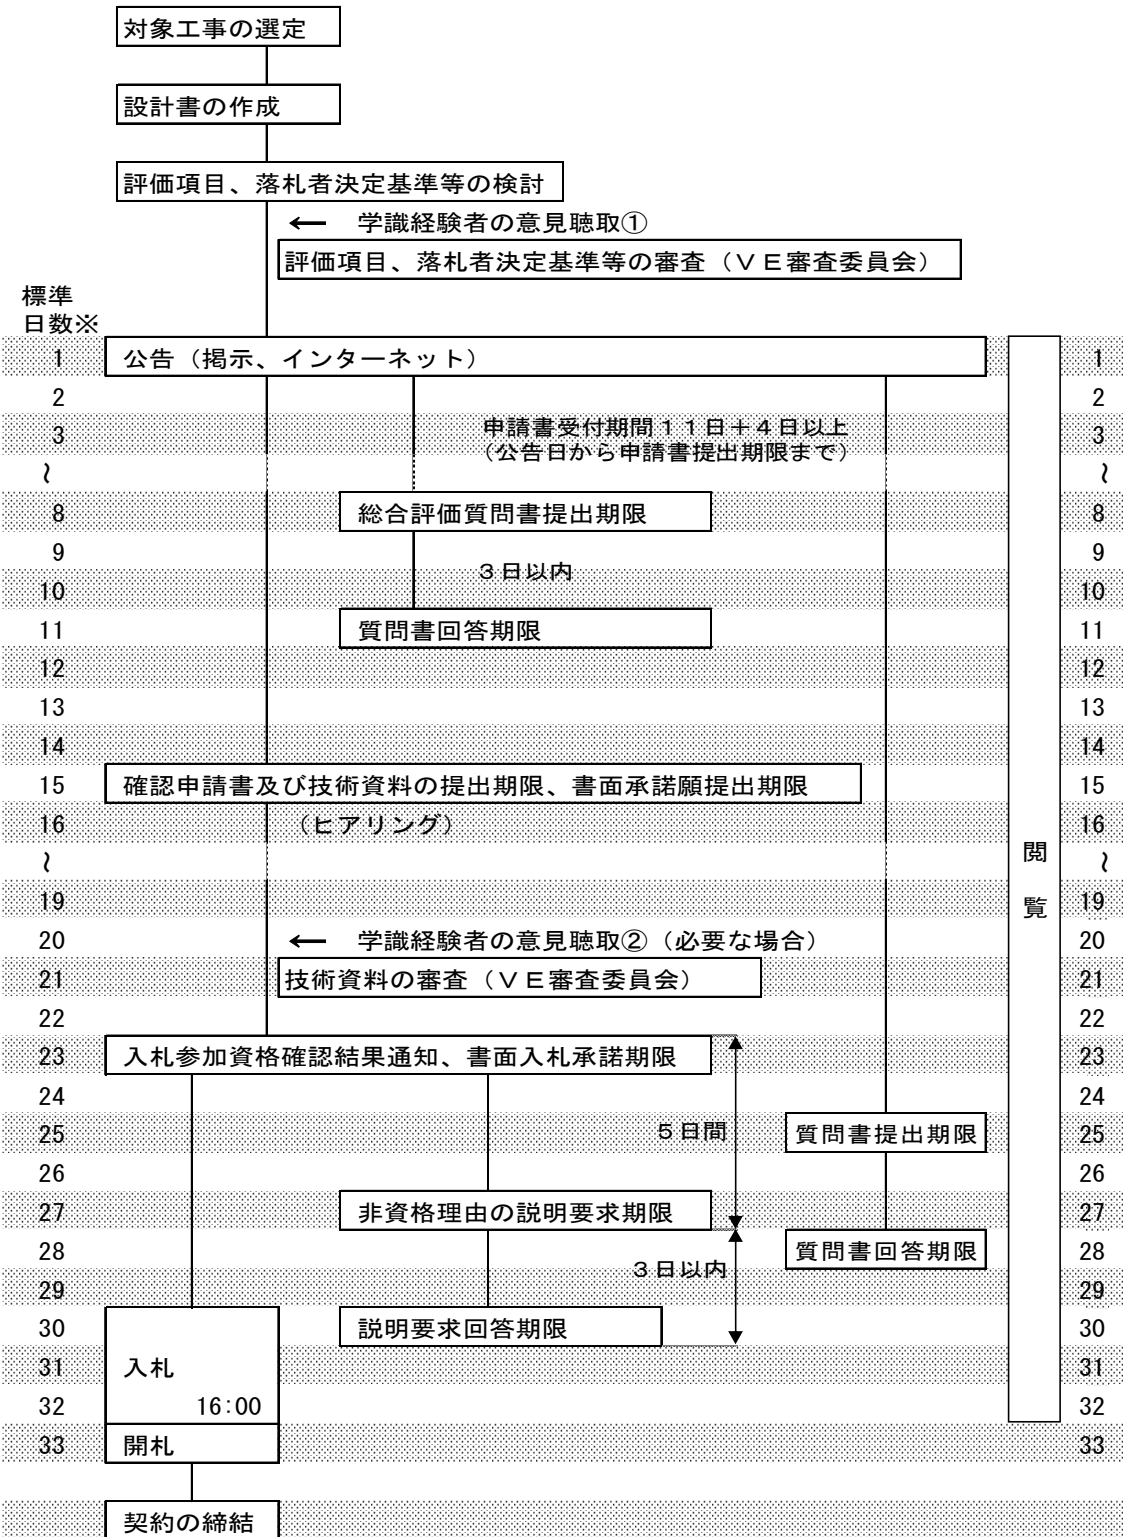 対象工事の選定
設計書の作成
評価項目、落札者決定基準等の検討
← 学識経験者の意見聴取①
評価項目、落札者決定基準等の審査（ＶＥ審査委員会）
標準
日数※
1 公告（掲示、インターネット） 1
2 2
3 申請書受付期間１１日＋４日以上 3
（公告日から申請書提出期限まで）
～ ～
8 総合評価質問書提出期限 8
9 9
３日以内
10 10
11 質問書回答期限 11
12 12
13 13
14 14
15 確認申請書及び技術資料の提出期限、書面承諾願提出期限 15
16 （ヒアリング） 16
～ 閲覧 ～
19 19
20 ← 学識経験者の意見聴取②（必要な場合） 20
21 技術資料の審査（ＶＥ審査委員会） 21
22 22
23 入札参加資格確認結果通知、書面入札承諾期限 23
24 24
25 ５日間 質問書提出期限 25
26 26
27 非資格理由の説明要求期限 27
28 質問書回答期限 28
３日以内
29 29
30 説明要求回答期限 30
31 入札 31
32 16:00 32
33 開札 33
契約の締結